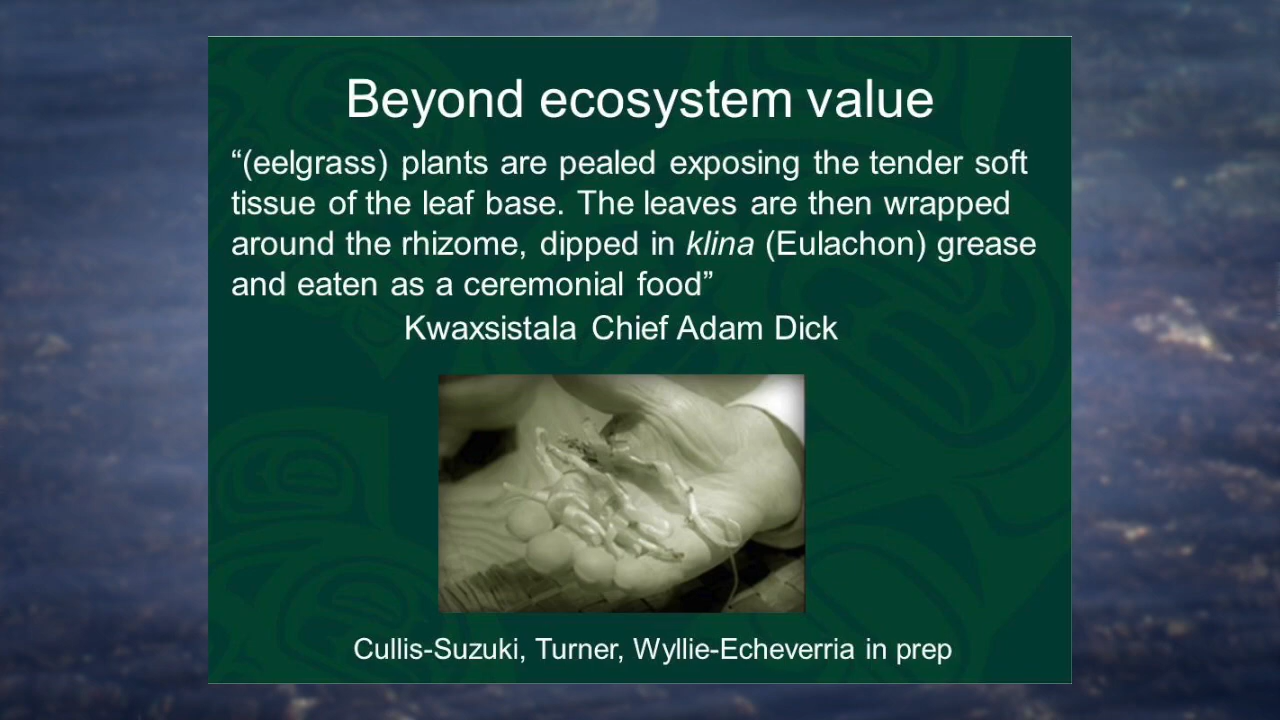 Beyond ecosystem value
“(eelgrass) plants are pealed exposing the tender soft
tissue of the leaf base. The leaves are then wrapped
around the rhizome, dipped in klina (Eulachon) grease
and eaten as a ceremonial food”
Kwaxsistala Chief Adam Dick
Cullis-Suzuki, Turner, Wyllie-Echeverria in prep